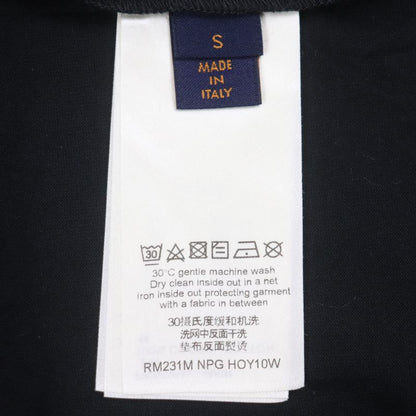 S
MADE
IN
ITALY
30
30°C gentle machine wash
Dry clean inside out in a net
iron inside out protecting garment
with a fabric in between
30摄氏度缓和机洗
洗网中反面干洗
垫布反面熨烫
RM231M NPG HOY10W